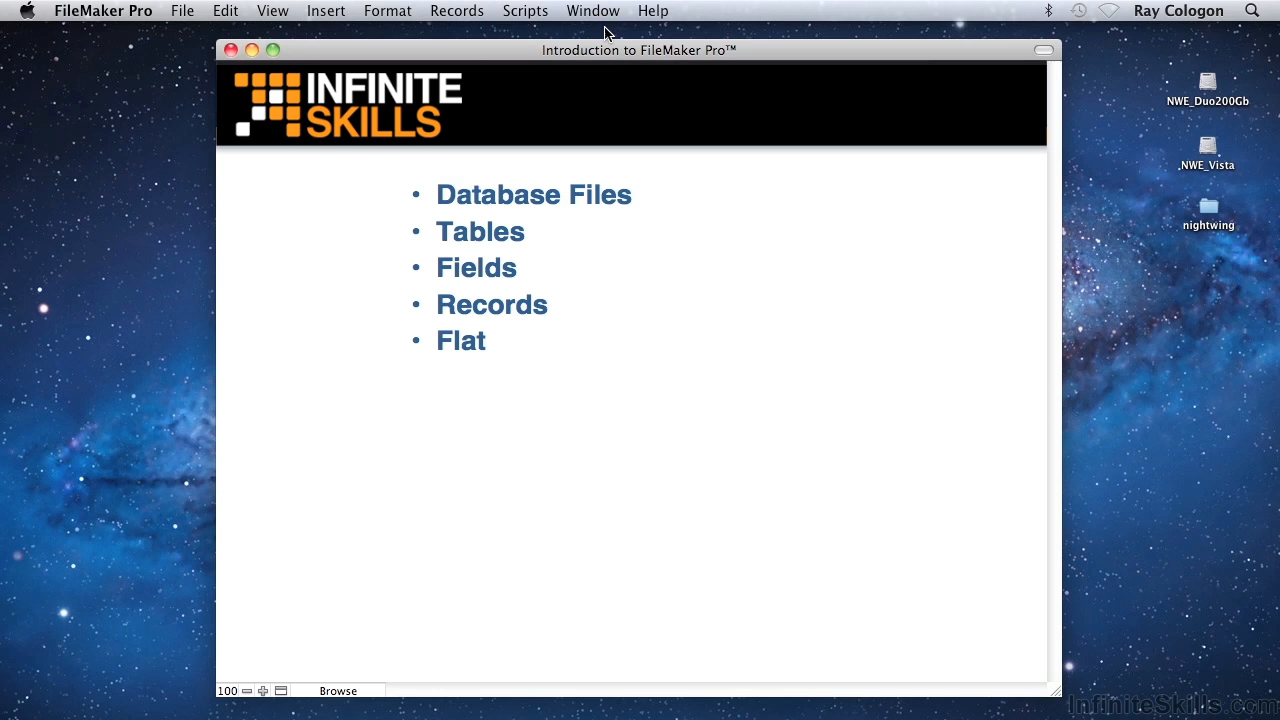 FileMaker Pro File Edit View Insert Format Records Scripts Window Help Ray Cologon
Introduction to FileMaker Pro™
INFINITE
SKILLS
• Database Files
• Tables
• Fields
• Records
• Flat
NWE_Duo200Gb
NWE_Vista
nightwing
100 Browse
InfiniteSkills.com